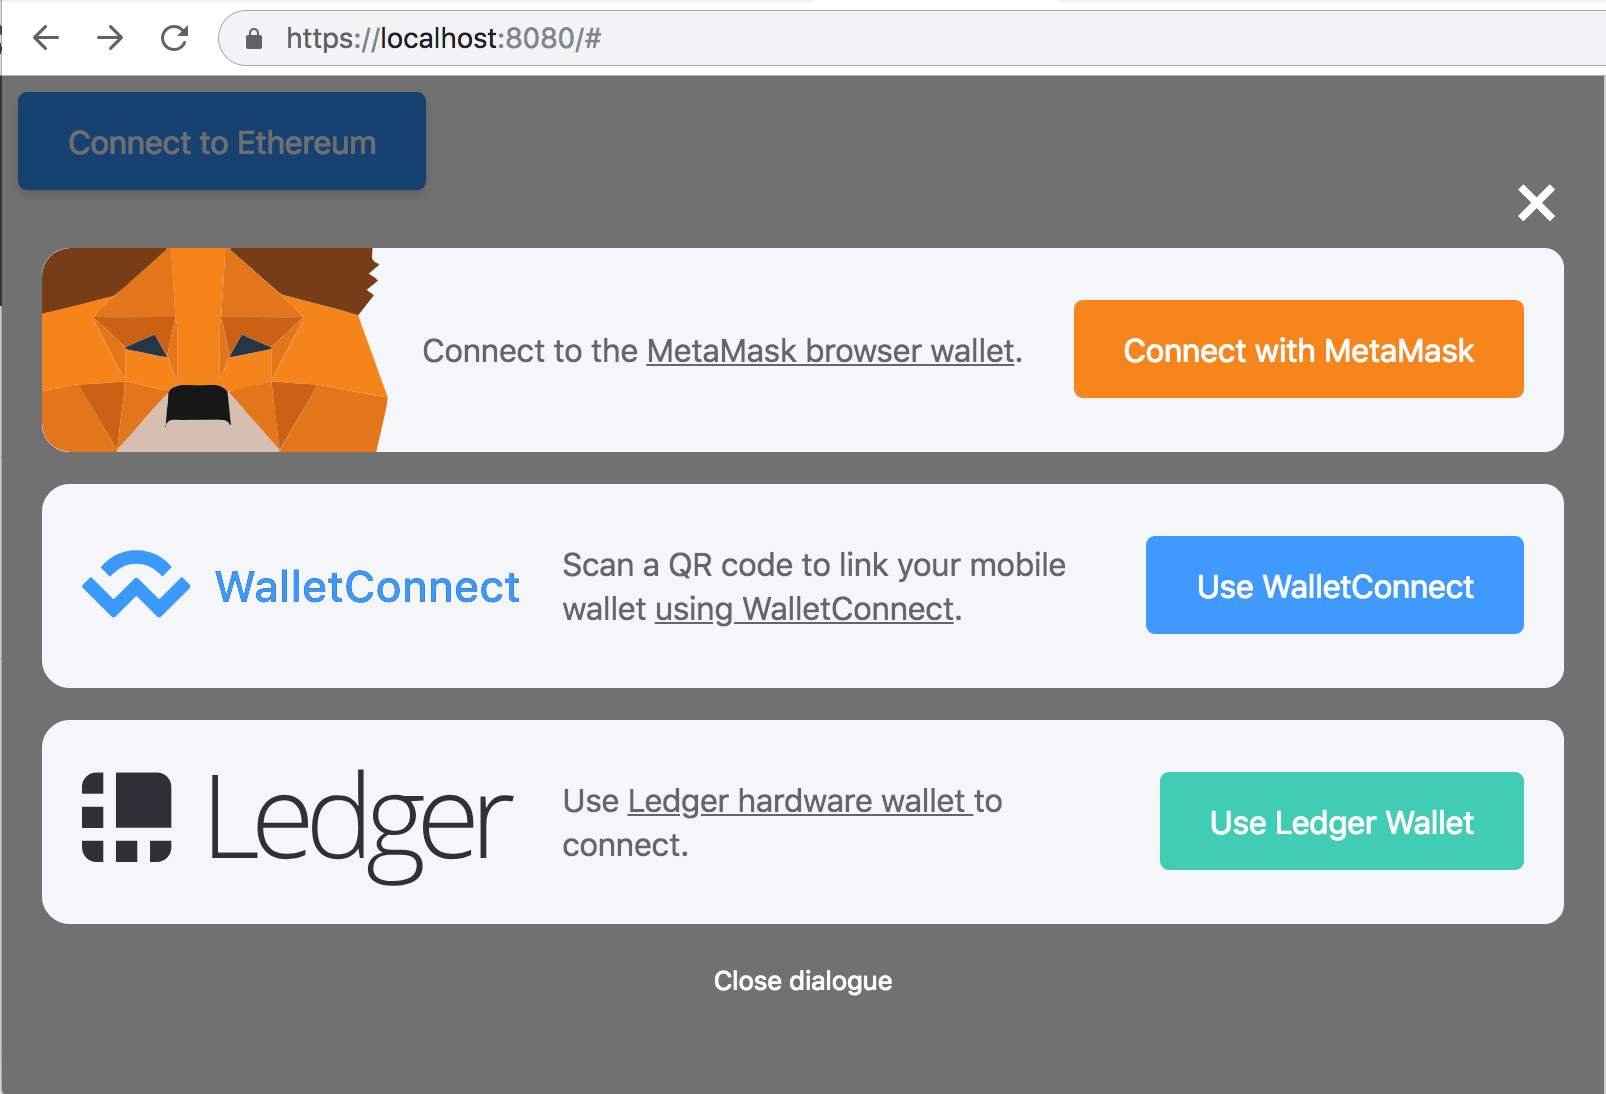 https://localhost:8080/#
Connect to Ethereum
Connect to the MetaMask browser wallet.
Connect with MetaMask
WalletConnect
Scan a QR code to link your mobile
wallet using WalletConnect.
Use WalletConnect
Ledger
Use Ledger hardware wallet to
connect.
Use Ledger Wallet
Close dialogue